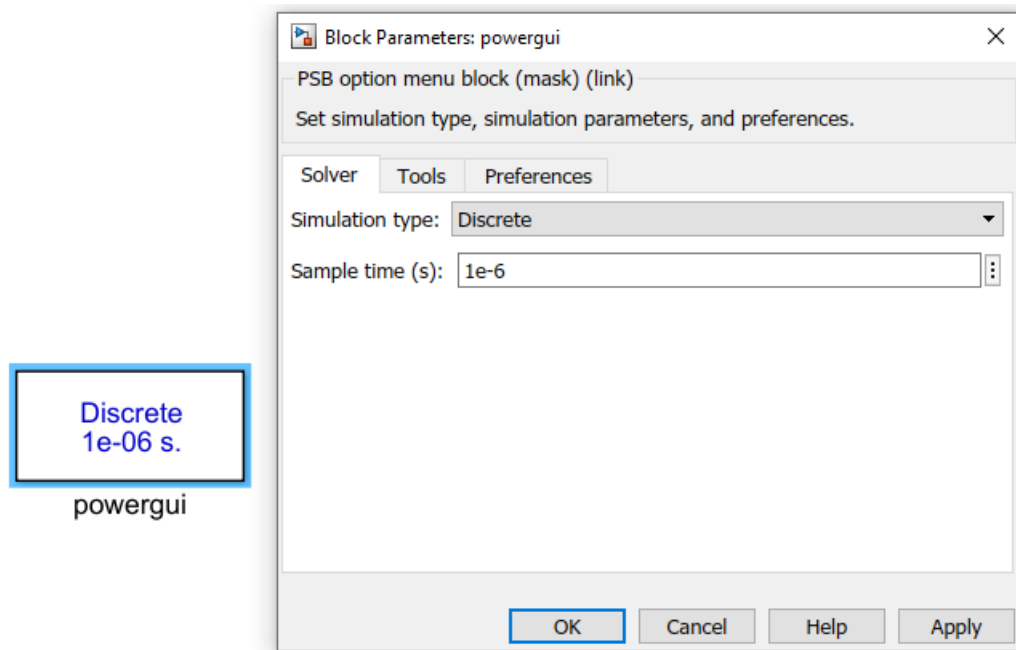 Block Parameters: powergui
PSB option menu block (mask) (link)
Set simulation type, simulation parameters, and preferences.
Solver Tools Preferences
Simulation type: Discrete
Sample time (s): 1e-6
Discrete
1e-06 s.
powergui
OK Cancel Help Apply